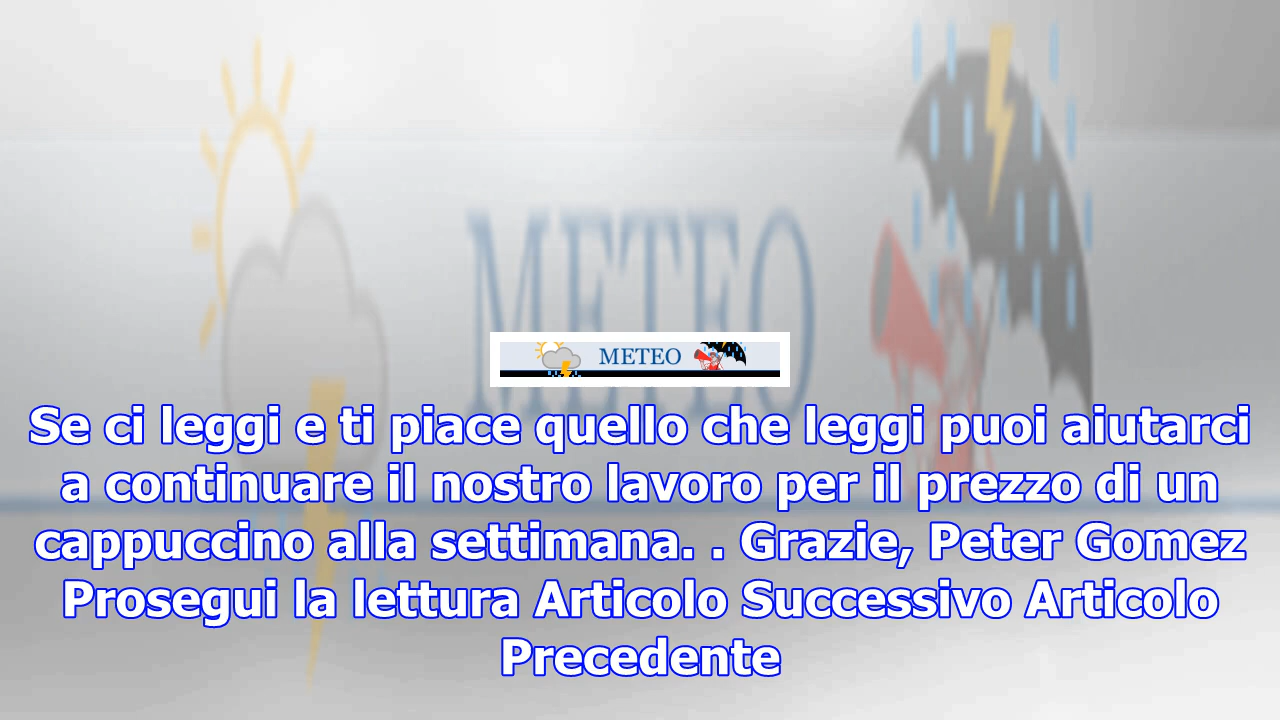 METEO
METEO
Se ci leggi e ti piace quello che leggi puoi aiutarci
a continuare il nostro lavoro per il prezzo di un
cappuccino alla settimana. . Grazie, Peter Gomez
Prosegui la lettura Articolo Successivo Articolo
Precedente